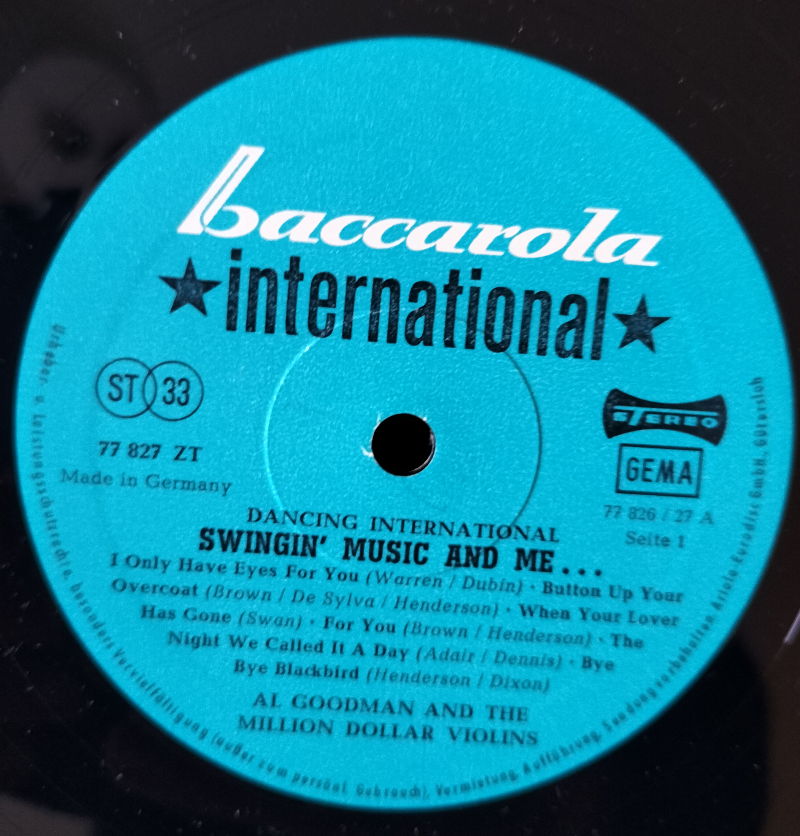 baccarola
★international★
ST 33
STEREO
77 827 ZT
GEMA
Made in Germany
77 826 / 27 A
Seite 1
DANCING INTERNATIONAL
SWINGIN' MUSIC AND ME...
I Only Have Eyes For You (Warren / Dubin) · Button Up Your
Overcoat (Brown / De Sylva / Henderson) · When Your Lover
Has Gone (Swan) · For You (Brown / Henderson) · The
Night We Called It A Day (Adair / Dennis) · Bye
Bye Blackbird (Henderson / Dixon)
AL GOODMAN AND THE
MILLION DOLLAR VIOLINS
Urheber- u. Leistungsschutzrechte, besonders Vervielfältigung (außer zum persönl. Gebrauch), Vermietung, Aufführung, Sendung vorbehalten. Ariola-Eurodisc GmbH, Gütersloh